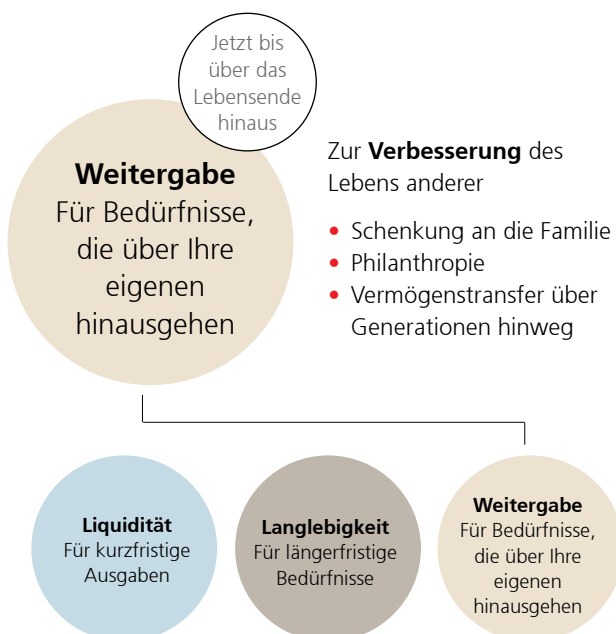 Jetzt bis
über das
Lebensende
hinaus
Weitergabe
Für Bedürfnisse,
die über Ihre
eigenen
hinausgehen
Zur Verbesserung des
Lebens anderer
• Schenkung an die Familie
• Philanthropie
• Vermögenstransfer über
Generationen hinweg
Liquidität
Für kurzfristige
Ausgaben
Langlebigkeit
Für längerfristige
Bedürfnisse
Weitergabe
Für Bedürfnisse,
die über Ihre
eigenen
hinausgehen